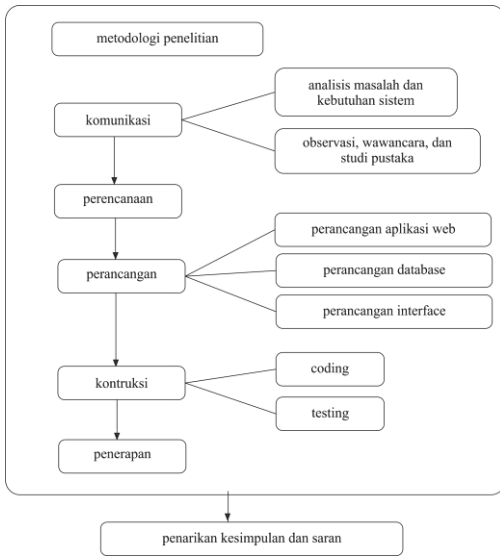 metodologi penelitian
komunikasi
analisis masalah dan
kebutuhan sistem
observasi, wawancara, dan
studi pustaka
perencanaan
perancangan
perancangan aplikasi web
perancangan database
perancangan interface
kontruksi
coding
testing
penerapan
penarikan kesimpulan dan saran